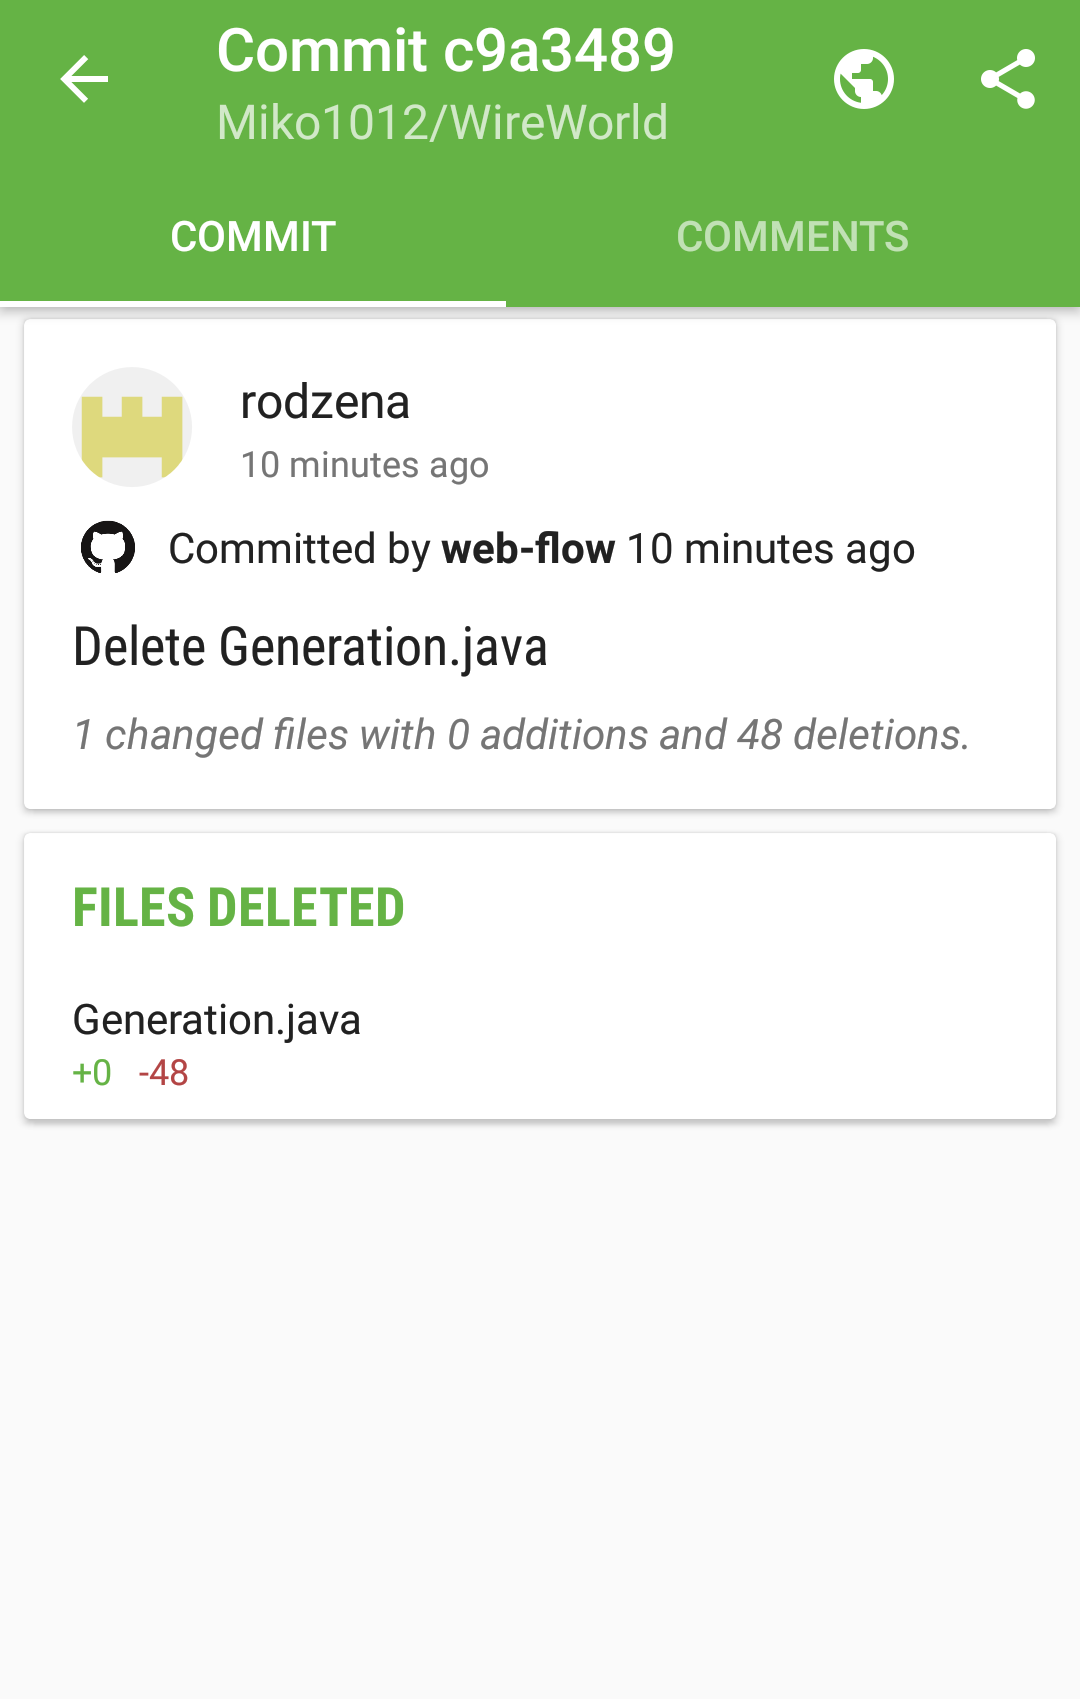 Commit c9a3489
Miko1012/WireWorld
COMMIT
COMMENTS
rodzena
10 minutes ago
Committed by web-flow 10 minutes ago
Delete Generation.java
1 changed files with 0 additions and 48 deletions.
FILES DELETED
Generation.java
+0 -48